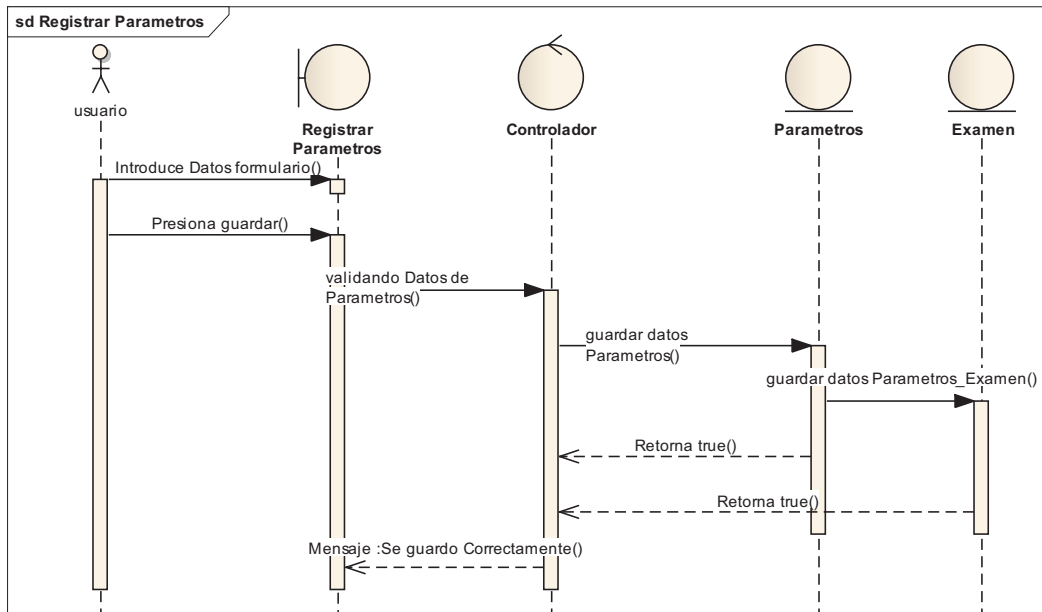 sd Registrar Parametros
usuario
Registrar
Parametros
Controlador
Parametros
Examen
Introduce Datos formulario()
Presiona guardar()
validando Datos de
Parametros()
guardar datos
Parametros()
guardar datos Parametros_Examen()
Retorna true()
Retorna true()
Mensaje :Se guardo Correctamente()